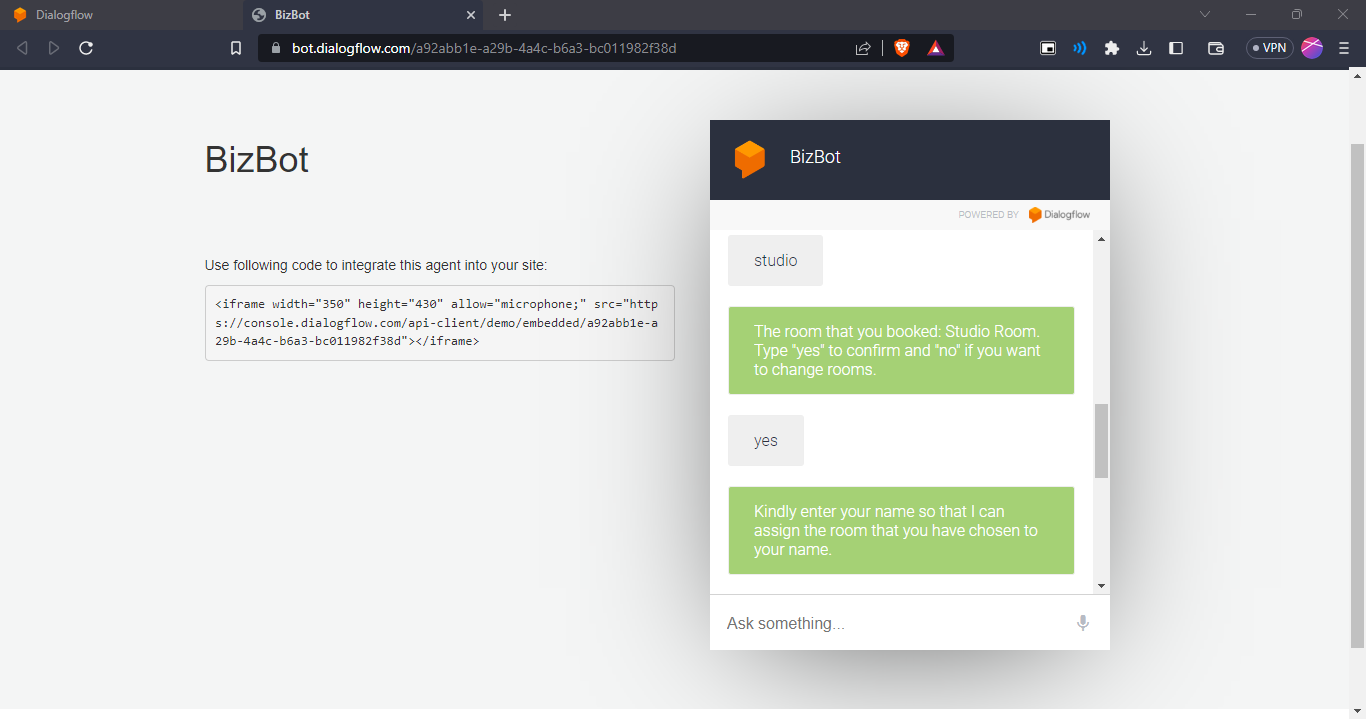 Dialogflow
BizBot
bot.dialogflow.com/a92abb1e-a29b-4a4c-b6a3-bc011982f38d
VPN
BizBot
Use following code to integrate this agent into your site:
<iframe width="350" height="430" allow="microphone;" src="http
s://console.dialogflow.com/api-client/demo/embedded/a92abb1e-a
29b-4a4c-b6a3-bc011982f38d"></iframe>
BizBot
POWERED BY Dialogflow
studio
The room that you booked: Studio Room.
Type "yes" to confirm and "no" if you want
to change rooms.
yes
Kindly enter your name so that I can
assign the room that you have chosen to
your name.
Ask something...